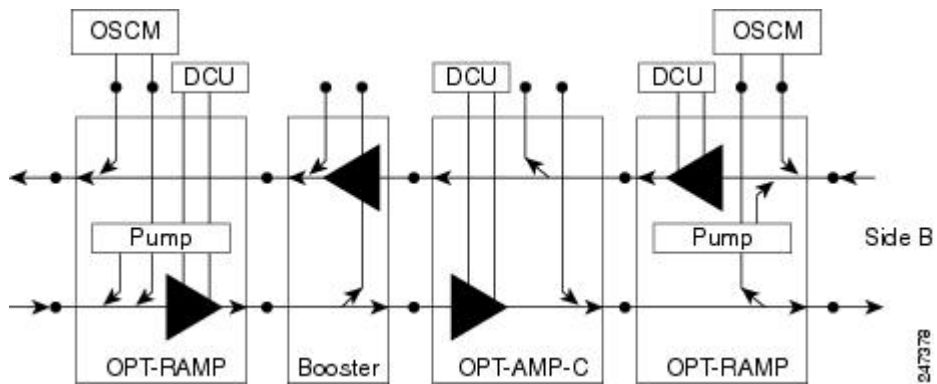 OSCM
OSCM
DCU
DCU
DCU
Pump
Pump
Side B
OPT-RAMP
Booster
OPT-AMP-C
OPT-RAMP
247378